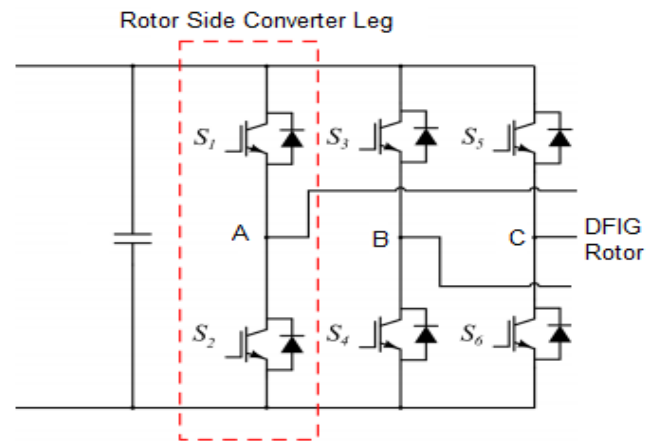 Rotor Side Converter Leg
S1
S3
S5
A
B
C
DFIG
Rotor
S2
S4
S6